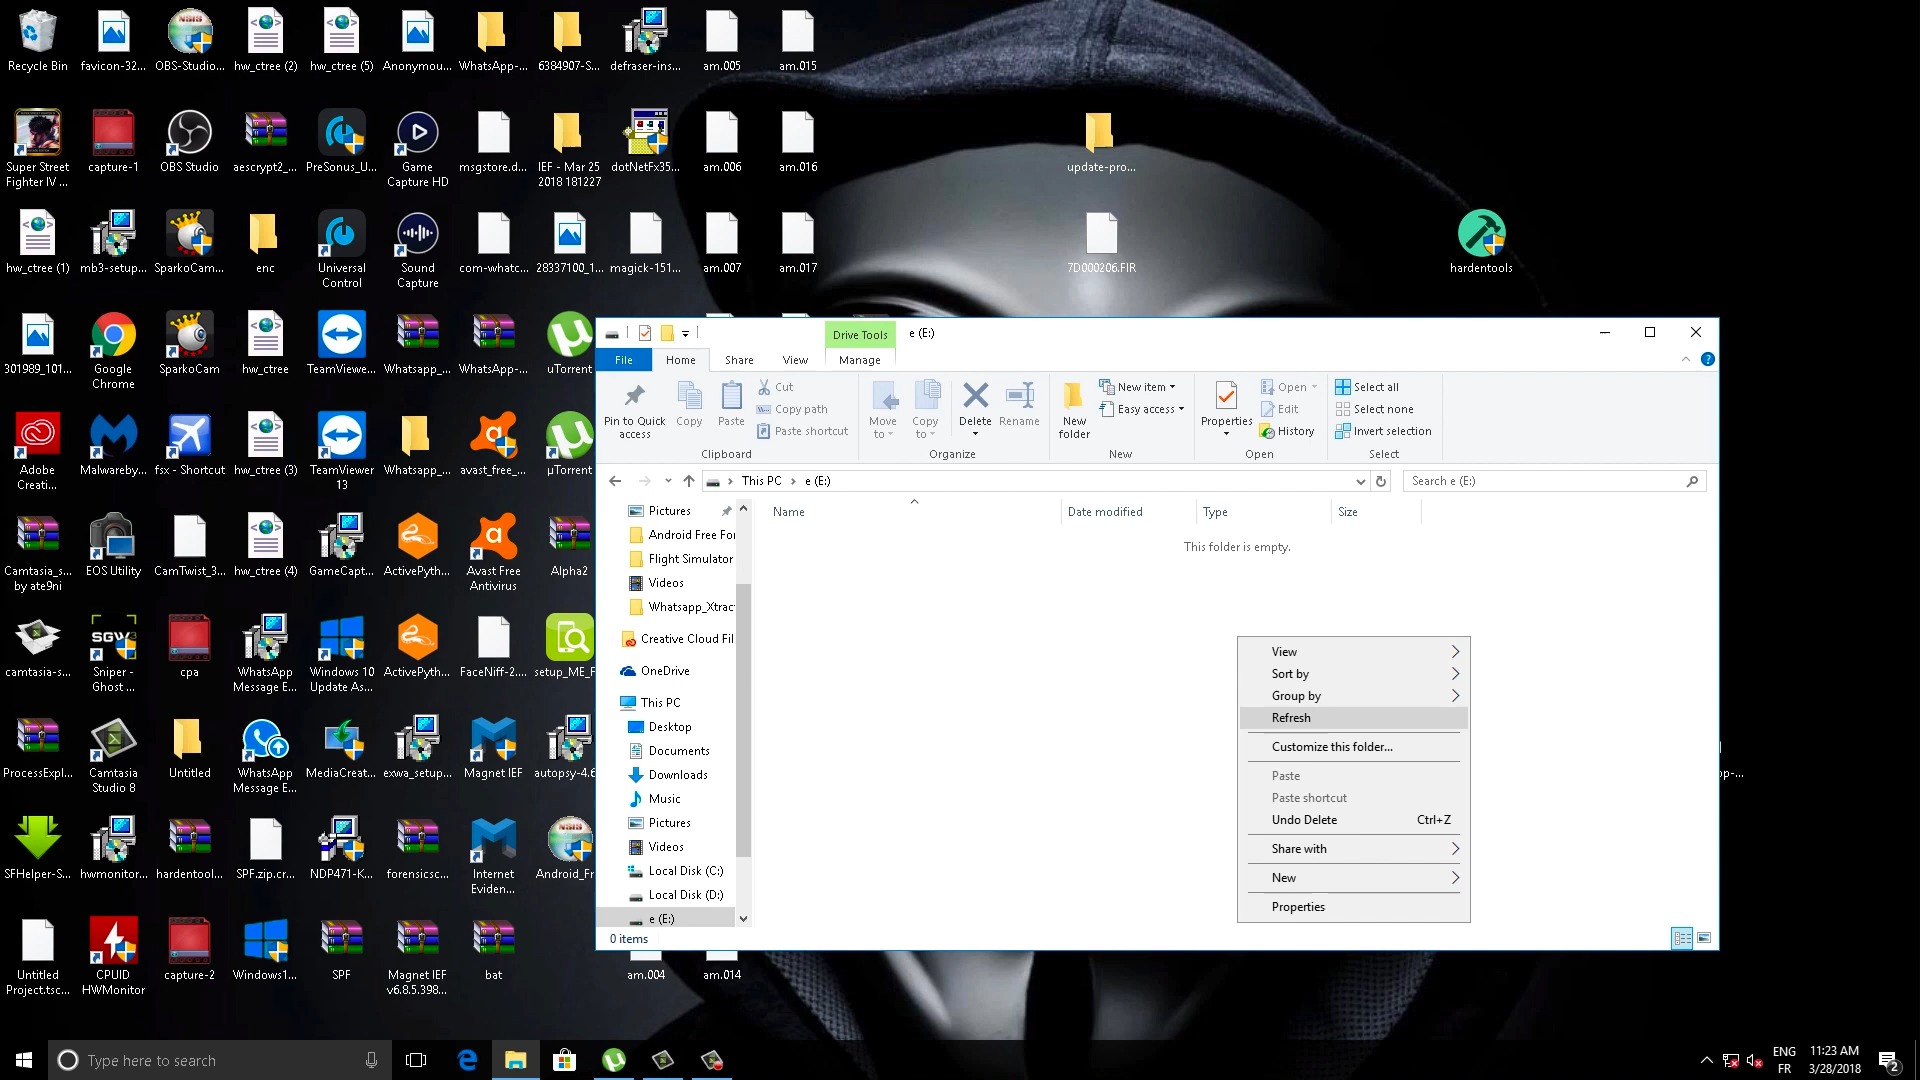 Recycle Bin
favicon-32...
OBS-Studio...
hw_ctree (2)
hw_ctree (5)
Anonymou...
WhatsApp-...
6384907-S...
defraser-ins...
am.005
am.015
Super Street
Fighter IV ...
capture-1
OBS Studio
aescrypt2_...
PreSonus_U...
Game
Capture HD
msgstore.d...
IEF - Mar 25
2018 181227
dotNetFx35...
am.006
am.016
update-pro...
hw_ctree (1)
mb3-setup...
SparkoCam...
enc
Universal
Control
Sound
Capture
com-whatc...
28337100_1...
magick-151...
am.007
am.017
7D000206.FIR
hardentools
301989_101...
Google
Chrome
SparkoCam
hw_ctree
TeamViewe...
Whatsapp_...
WhatsApp-...
uTorrent
Adobe
Creati...
Malwareby...
fsx - Shortcut
hw_ctree (3)
TeamViewer
13
Whatsapp_...
avast_free_...
µTorrent
Camtasia_s...
by ate9ni
EOS Utility
CamTwist_3...
hw_ctree (4)
GameCapt...
ActivePyth...
Avast Free
Antivirus
Alpha2
camtasia-s...
SGW3
Sniper -
Ghost ...
cpa
WhatsApp
Message E...
Windows 10
Update As...
ActivePyth...
FaceNiff-2....
setup_ME_F
ProcessExpl...
Camtasia
Studio 8
Untitled
WhatsApp
Message E...
MediaCreat...
exwa_setup...
Magnet IEF
autopsy-4.6
SFHelper-S...
hwmonitor...
hardentool...
SPF.zip.cr...
NDP471-K...
forensicsc...
Internet
Eviden...
NSIS
Android_Fr
Untitled
Project.tsc...
CPUID
HWMonitor
capture-2
Windows1...
SPF
Magnet IEF
v6.8.5.398...
bat
am.004
am.014
Drive Tools
e (E:)
File
Home
Share
View
Manage
Pin to Quick
access
Copy
Paste
Cut
Copy path
Paste shortcut
Clipboard
Move
to
Copy
to
Delete
Rename
Organize
New
folder
New item
Easy access
New
Properties
Open
Edit
History
Open
Select all
Select none
Invert selection
Select
This PC
e (E:)
Search e (E:)
Name
Date modified
Type
Size
This folder is empty.
Pictures
Android Free For
Flight Simulator
Videos
Whatsapp_Xtrac
Creative Cloud Fil
OneDrive
This PC
Desktop
Documents
Downloads
Music
Pictures
Videos
Local Disk (C:)
Local Disk (D:)
e (E:)
0 items
View
Sort by
Group by
Refresh
Customize this folder...
Paste
Paste shortcut
Undo Delete Ctrl+Z
Share with
New
Properties
Type here to search
ENG
FR
11:23 AM
3/28/2018
2